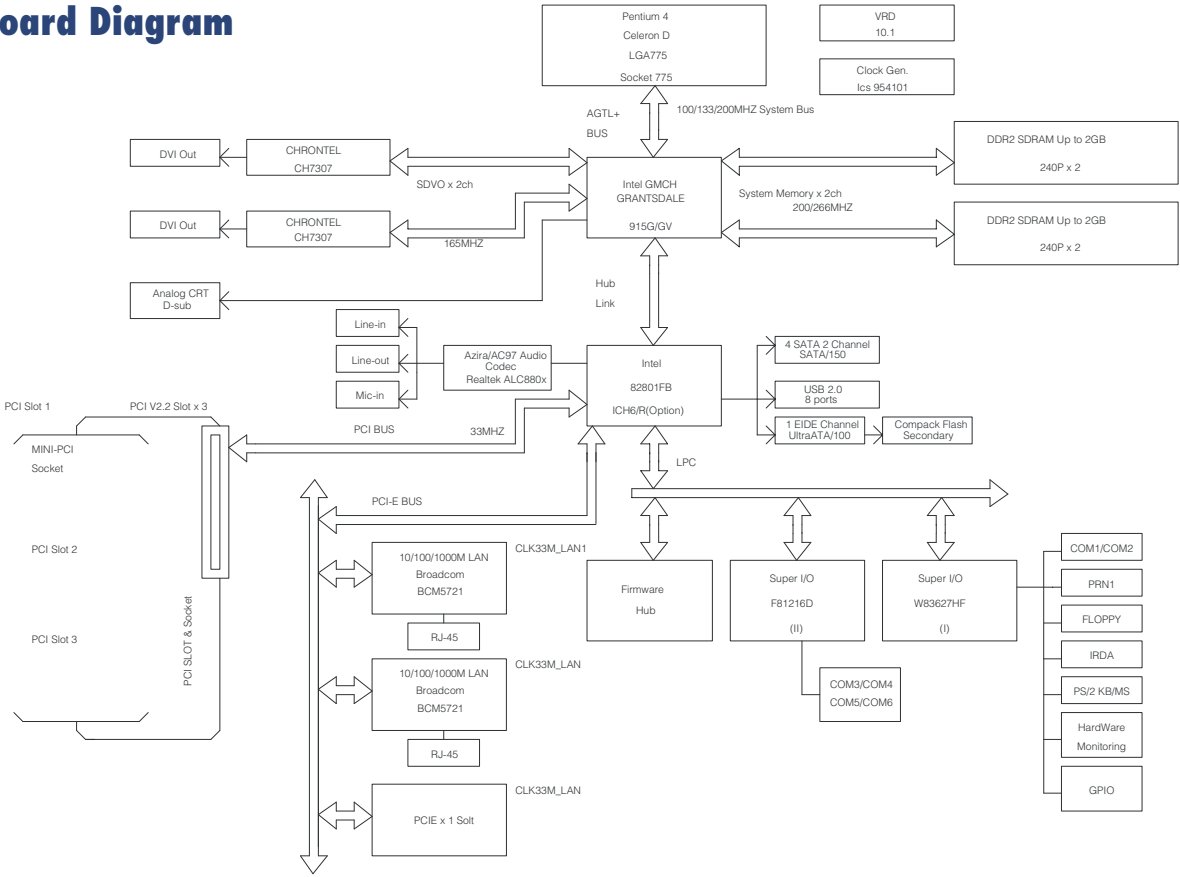 oard Diagram
Pentium 4
Celeron D
LGA775
Socket 775
VRD
10.1
Clock Gen.
Ics 954101
AGTL+
BUS
100/133/200MHZ System Bus
DVI Out
CHRONTEL
CH7307
SDVO x 2ch
Intel GMCH
GRANTSDALE
915G/GV
System Memory x 2ch
200/266MHZ
DDR2 SDRAM Up to 2GB
240P x 2
DVI Out
CHRONTEL
CH7307
165MHZ
DDR2 SDRAM Up to 2GB
240P x 2
Analog CRT
D-sub
Hub
Link
Line-in
Line-out
Mic-in
Azira/AC97 Audio
Codec
Realtek ALC880x
Intel
82801FB
ICH6/R(Option)
4 SATA 2 Channel
SATA/150
USB 2.0
8 ports
1 EIDE Channel
UltraATA/100
Compack Flash
Secondary
PCI Slot 1
PCI V2.2 Slot x 3
PCI BUS
33MHZ
MINI-PCI
Socket
LPC
PCI-E BUS
PCI Slot 2
PCI Slot 3
PCI SLOT & Socket
10/100/1000M LAN
Broadcom
BCM5721
CLK33M_LAN1
RJ-45
10/100/1000M LAN
Broadcom
BCM5721
CLK33M_LAN
RJ-45
PCIE x 1 Solt
CLK33M_LAN
Firmware
Hub
Super I/O
F81216D
(II)
COM3/COM4
COM5/COM6
Super I/O
W83627HF
(I)
COM1/COM2
PRN1
FLOPPY
IRDA
PS/2 KB/MS
HardWare
Monitoring
GPIO